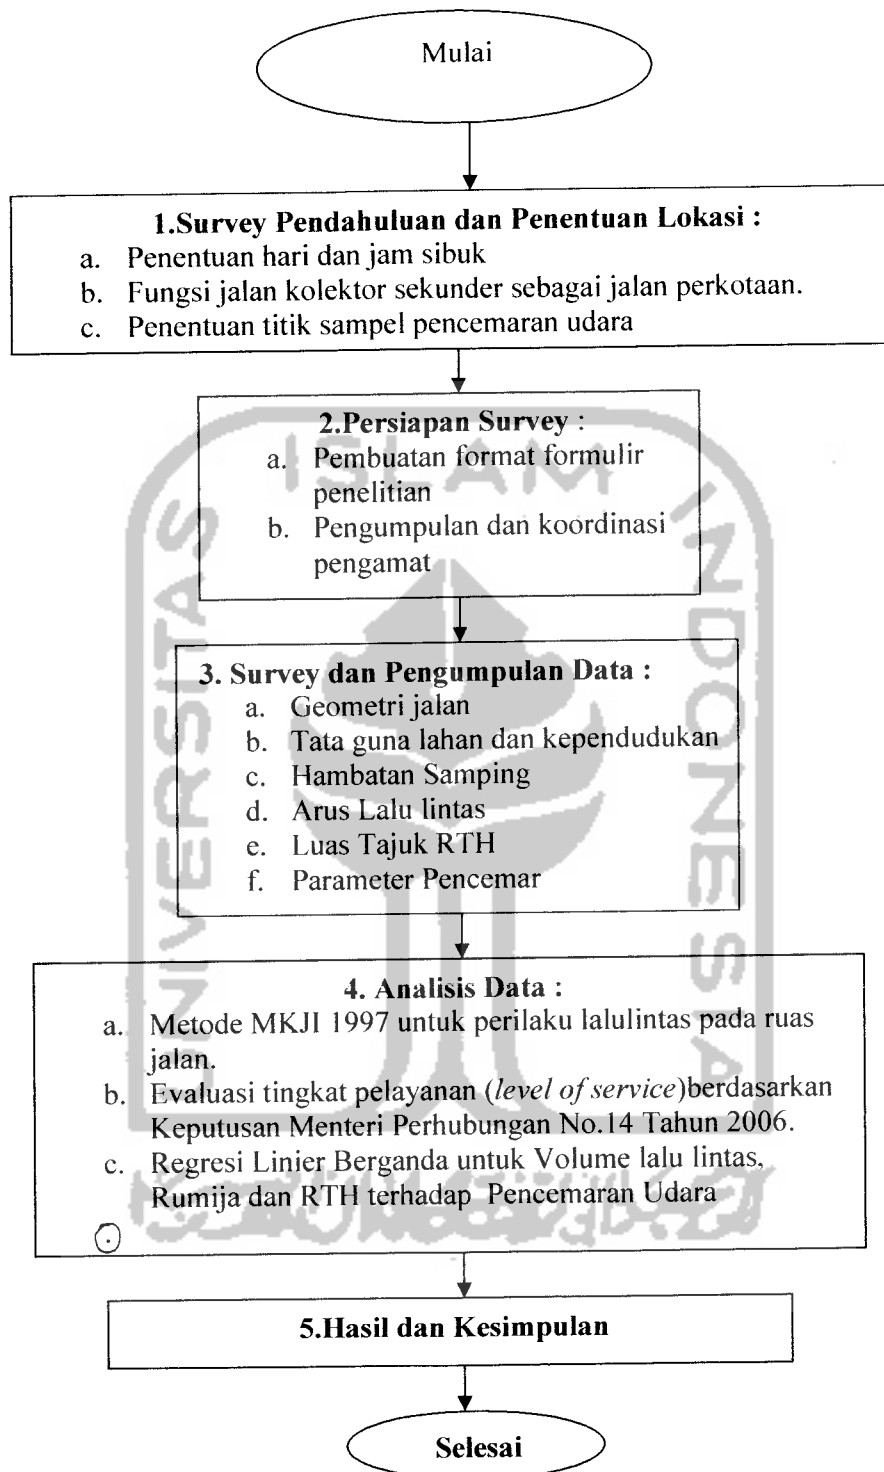 Mulai
1.Survey Pendahuluan dan Penentuan Lokasi :
a. Penentuan hari dan jam sibuk
b. Fungsi jalan kolektor sekunder sebagai jalan perkotaan.
c. Penentuan titik sampel pencemaran udara
2.Persiapan Survey :
a. Pembuatan format formulir
penelitian
b. Pengumpulan dan koordinasi
pengamat
3. Survey dan Pengumpulan Data :
a. Geometri jalan
b. Tata guna lahan dan kependudukan
c. Hambatan Samping
d. Arus Lalu lintas
e. Luas Tajuk RTH
f. Parameter Pencemar
4. Analisis Data :
a. Metode MKJI 1997 untuk perilaku lalulintas pada ruas
jalan.
b. Evaluasi tingkat pelayanan (level of service)berdasarkan
Keputusan Menteri Perhubungan No.14 Tahun 2006.
c. Regresi Linier Berganda untuk Volume lalu lintas,
Rumija dan RTH terhadap Pencemaran Udara
5.Hasil dan Kesimpulan
Selesai
UNIVERSITAS
ISLAM
INDONESIA